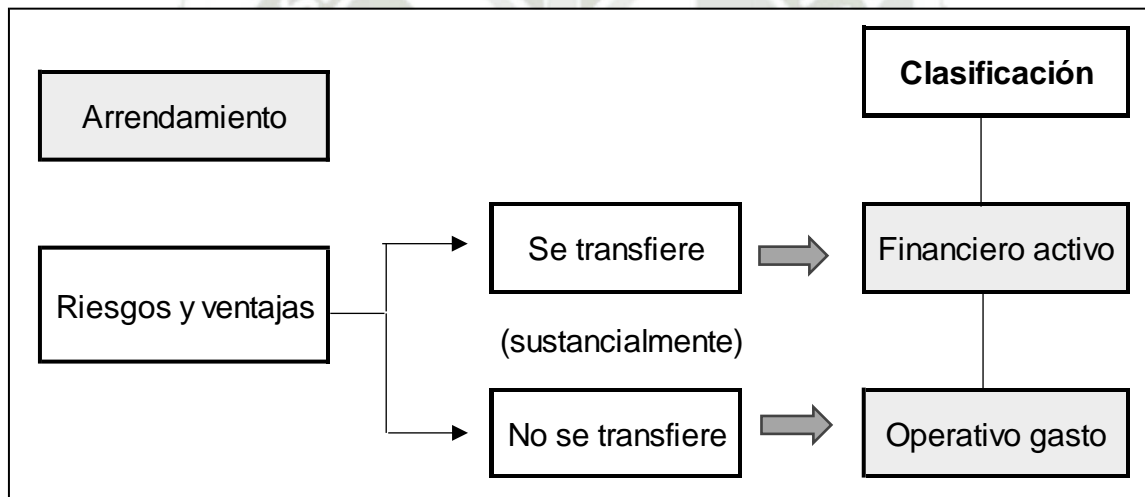 Clasificación
Arrendamiento
Riesgos y ventajas
Se transfiere
Financiero activo
(sustancialmente)
No se transfiere
Operativo gasto